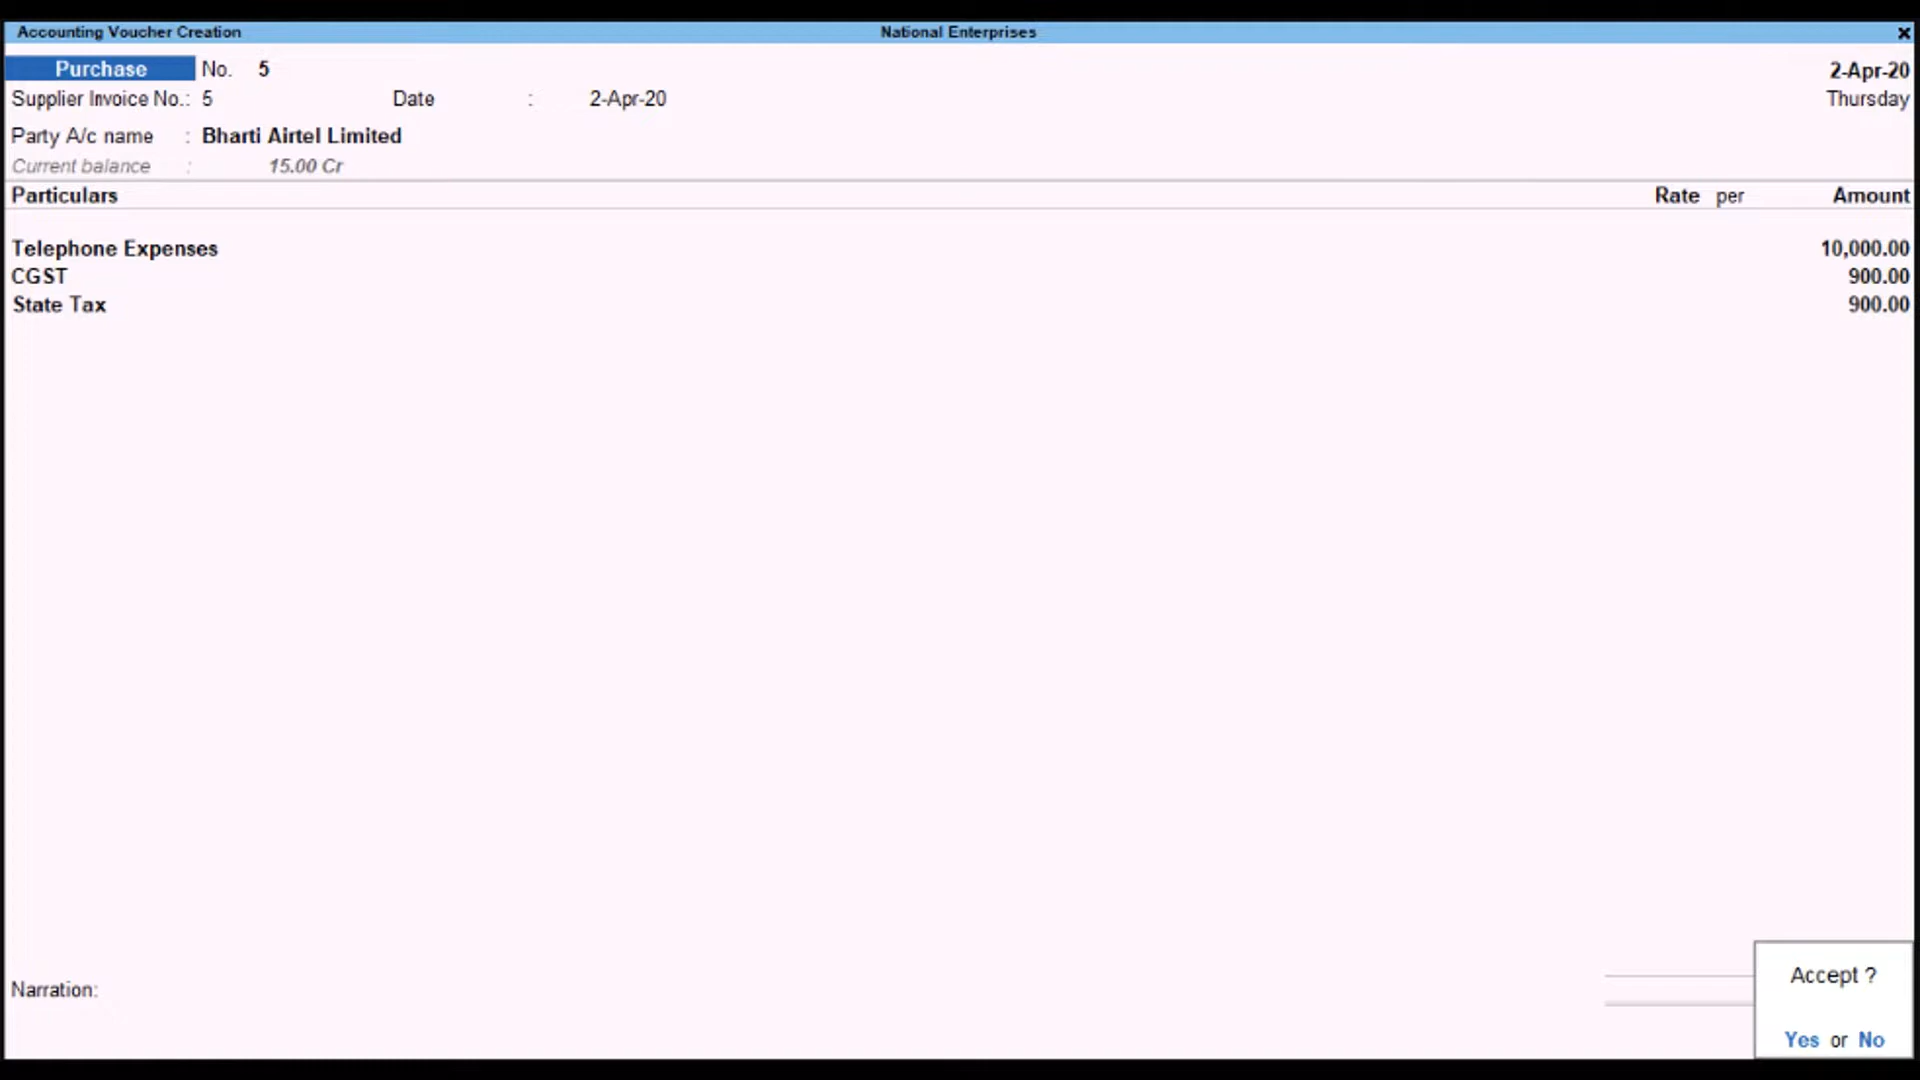 Accounting Voucher Creation National Enterprises ×
Purchase No. 5 2-Apr-20
Supplier Invoice No.: 5 Date : 2-Apr-20 Thursday
Party A/c name : Bharti Airtel Limited
Current balance : 15.00 Cr
Particulars Rate per Amount
Telephone Expenses 10,000.00
CGST 900.00
State Tax 900.00
Accept ?
Narration:
Yes or No